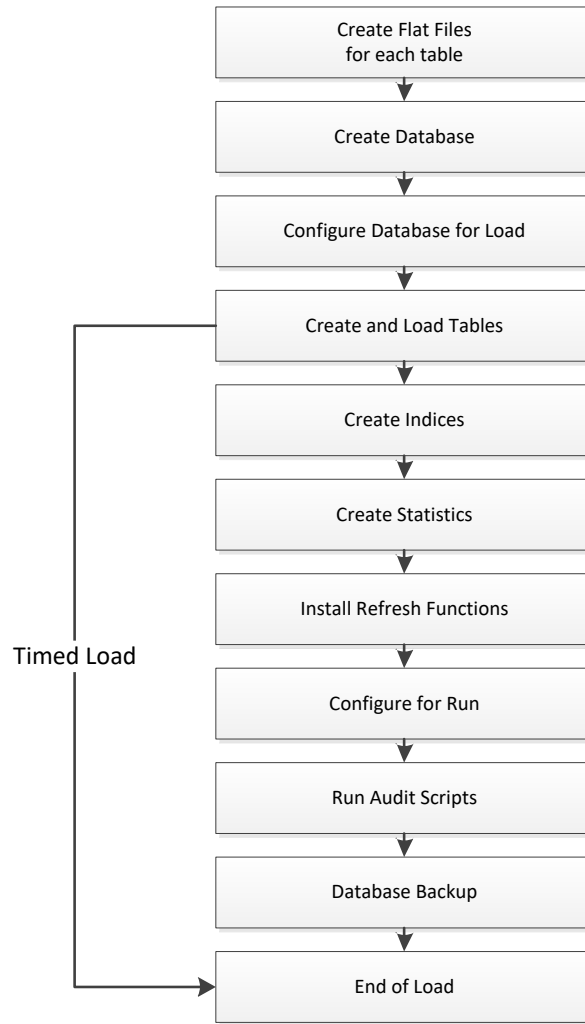 Create Flat Files
for each table
Create Database
Configure Database for Load
Create and Load Tables
Create Indices
Create Statistics
Install Refresh Functions
Timed Load
Configure for Run
Run Audit Scripts
Database Backup
End of Load